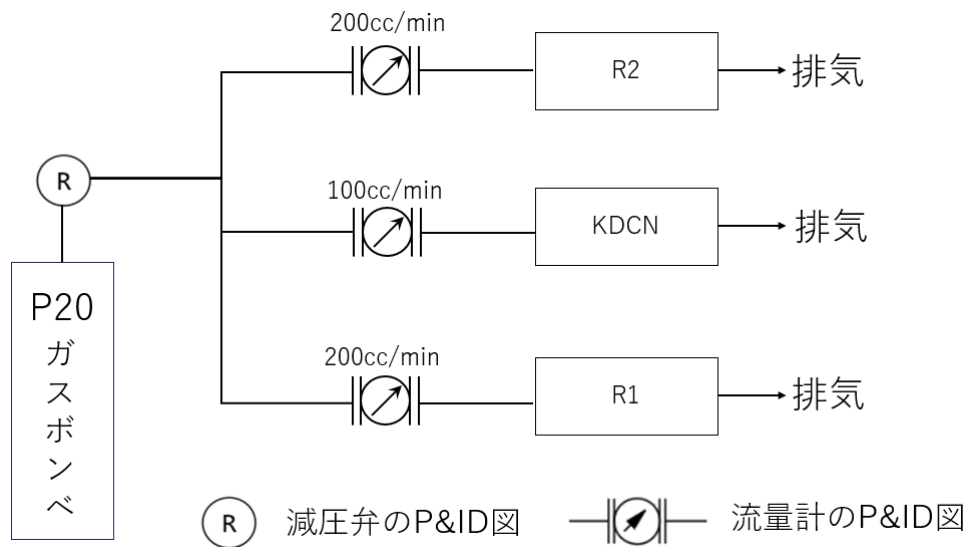 200cc/min
R2
排気
R
100cc/min
KDCN
排気
P20
ガスボンベ
200cc/min
R1
排気
R
減圧弁のP&ID図
流量計のP&ID図